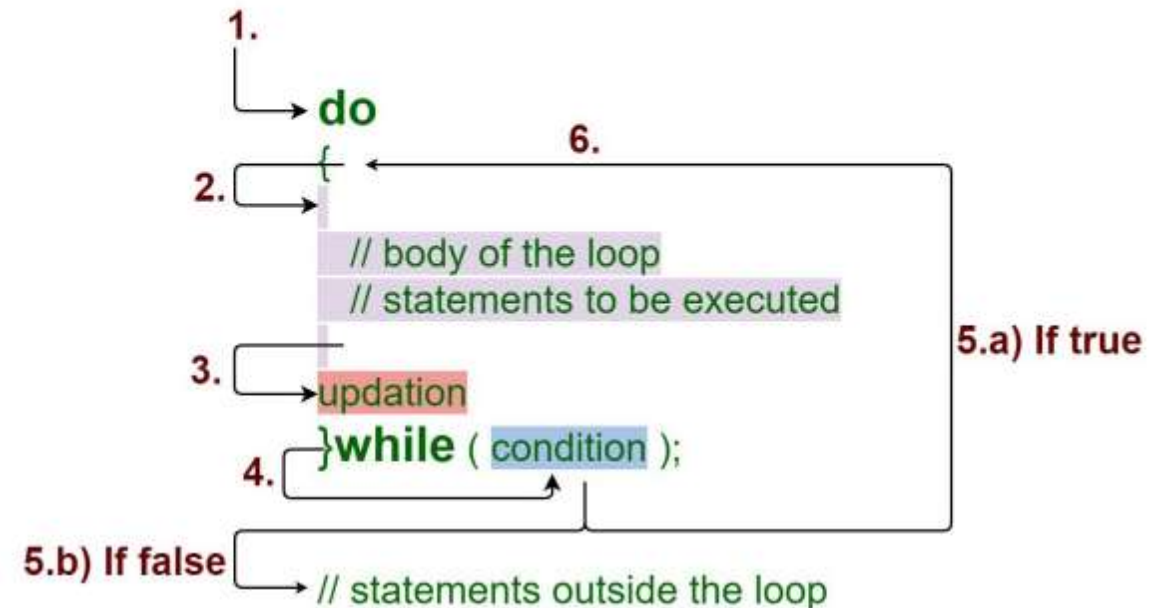 1.
do
6.
{
2.
// body of the loop
// statements to be executed
5.a) If true
3.
updation
}while ( condition );
4.
5.b) If false
// statements outside the loop